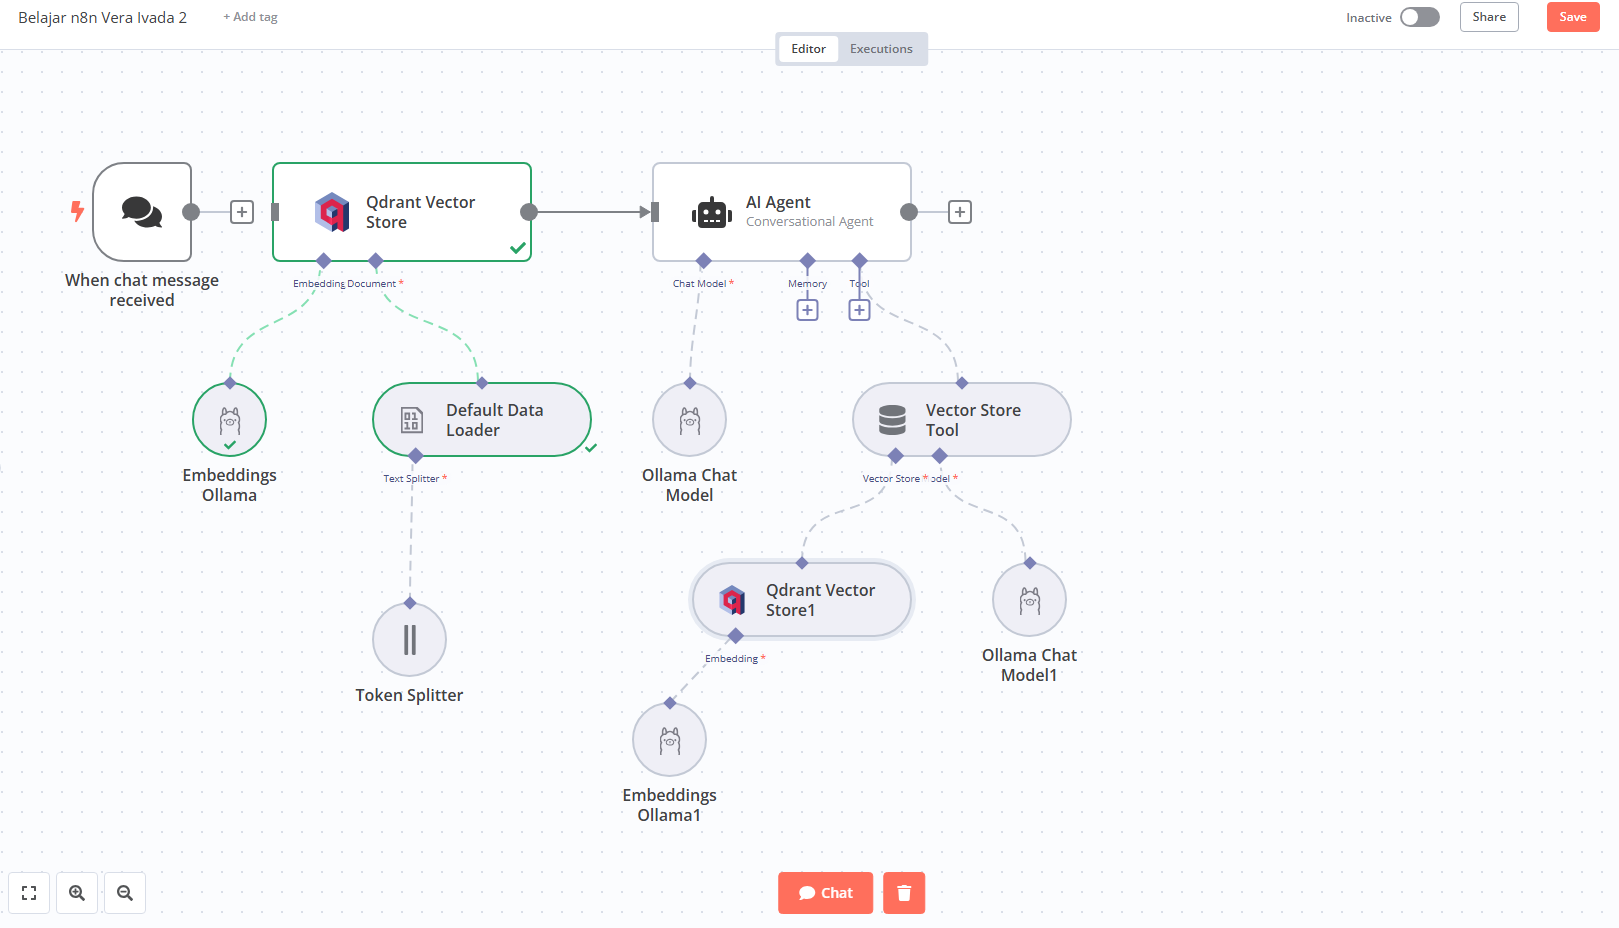 Belajar n8n Vera Ivada 2
+ Add tag
Inactive
Share
Save
Editor
Executions
Qdrant Vector
Store
AI Agent
Conversational Agent
When chat message
received
Embedding
Document *
Chat Model *
Memory
Tool
Embeddings
Ollama
Default Data
Loader
Ollama Chat
Model
Vector Store
Tool
Text Splitter *
Vector Store *
odel *
Qdrant Vector
Store1
Embedding *
Ollama Chat
Model1
Token Splitter
Embeddings
Ollama1
Chat